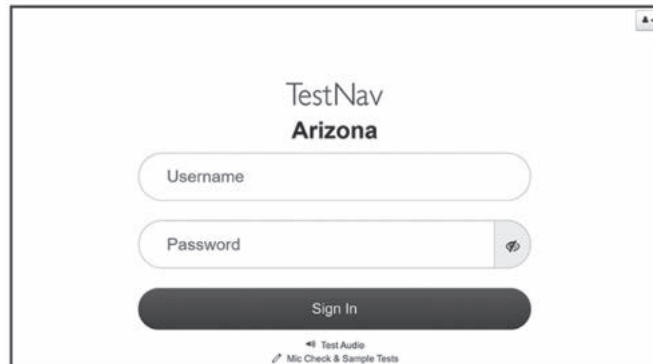 TestNav
Arizona
Username
Password
Sign In
Test Audio
Mic Check & Sample Tests